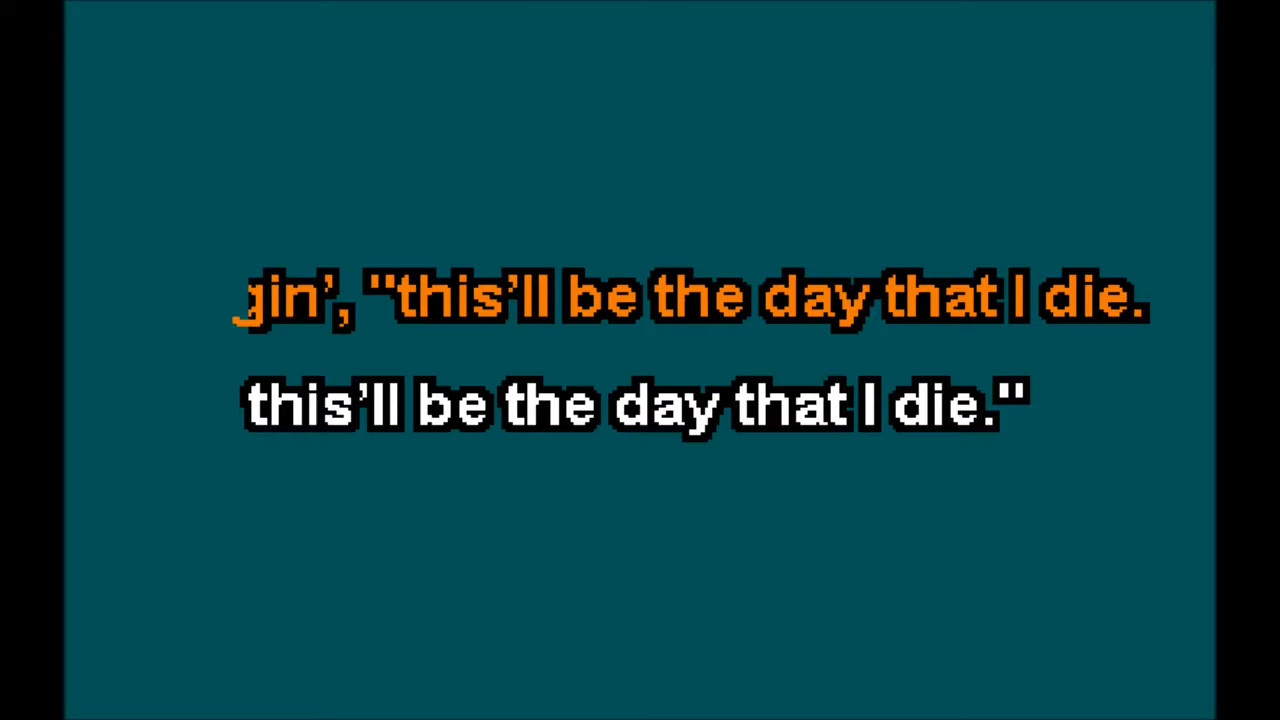 gin', "this'll be the day that I die.
this'll be the day that I die."